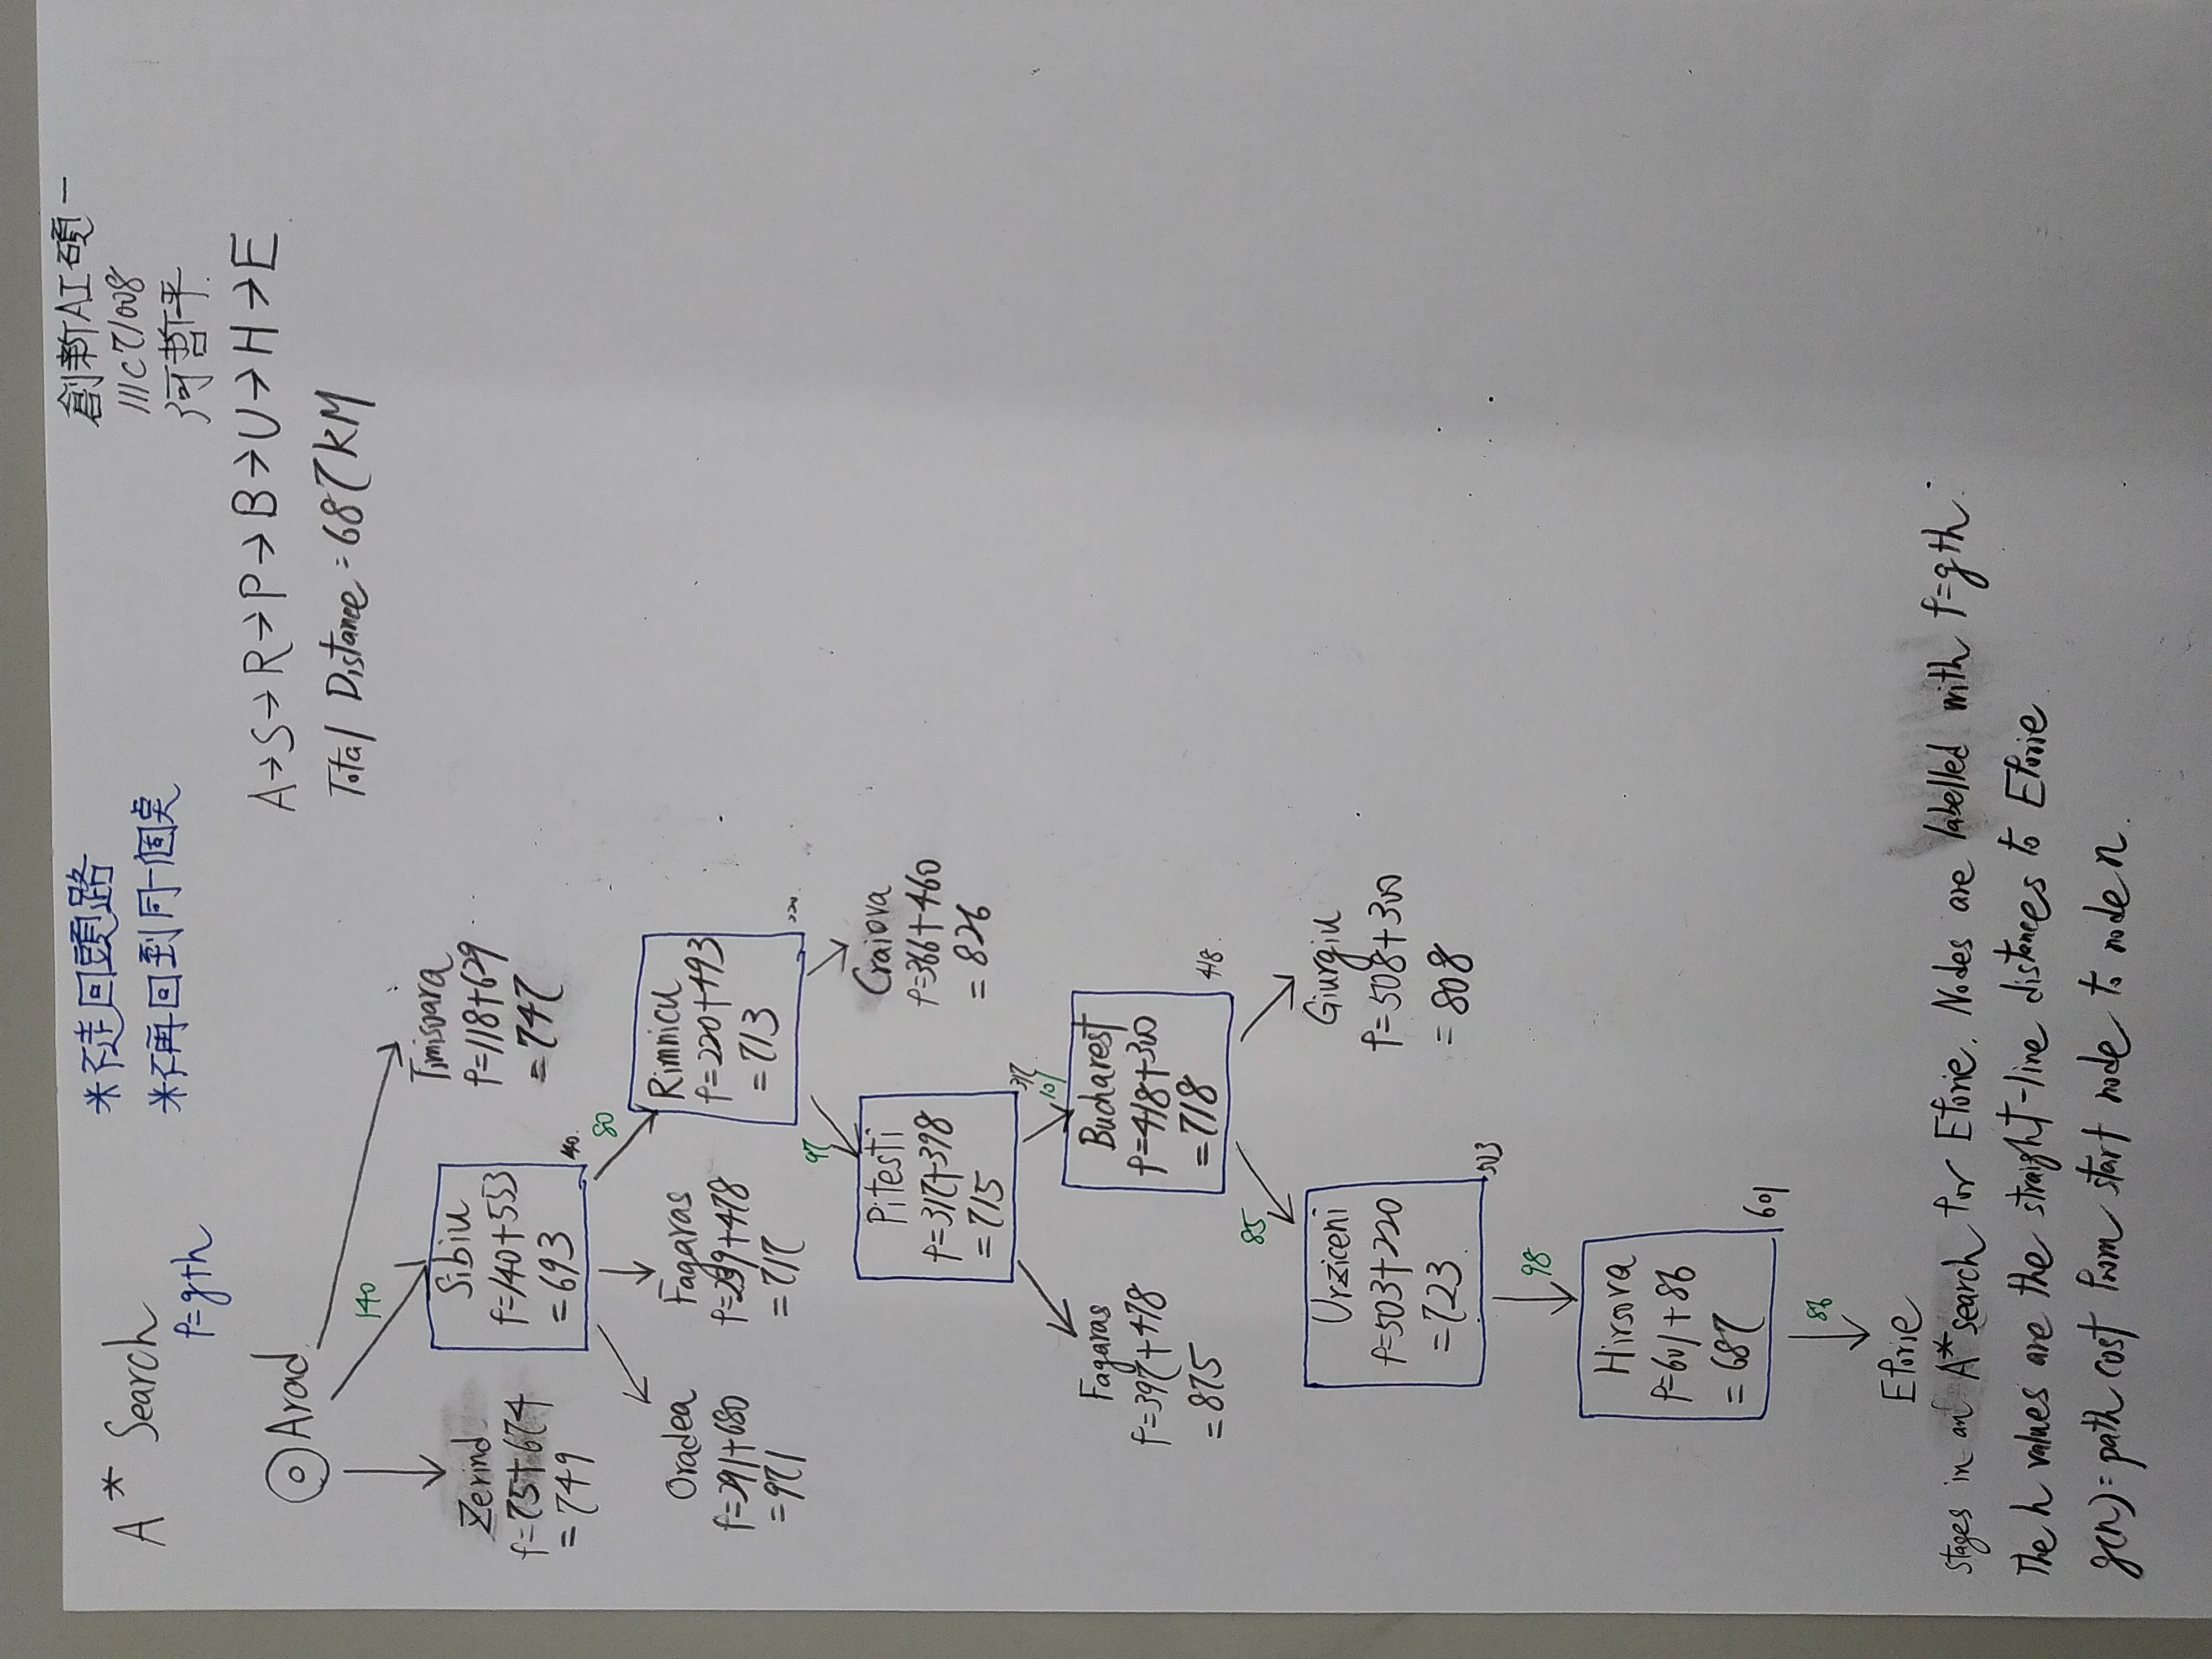 A* Search
f=g+h
*不走回頭路
*不再回到同一個點
創新AI碩一
111C71008
河哲平
A→S→R→P→B→U→H→E
Total Distance = 687KM
Arad
140
Zerind
f=75+674
=749
Sibiu
f=140+553
=693
140
Timisoara
f=118+629
=747
80
Oradea
f=291+680
=971
Fagaras
f=239+478
=717
Rimnicu
f=220+493
=713
220
97
Pitesti
f=317+398
=715
317
Craiova
f=366+460
=826
101
Fagaras
f=397+478
=875
Bucharest
f=418+300
=718
418
85
Urziceni
f=503+220
=723
503
Giurgiu
f=508+300
=808
98
Hirsova
f=601+86
=687
601
86
Eforie
stages in an A* search for Eforie. Nodes are labelled with f=g+h.
The h values are the straight-line distances to Eforie
g(n)=path cost from start node to node n.